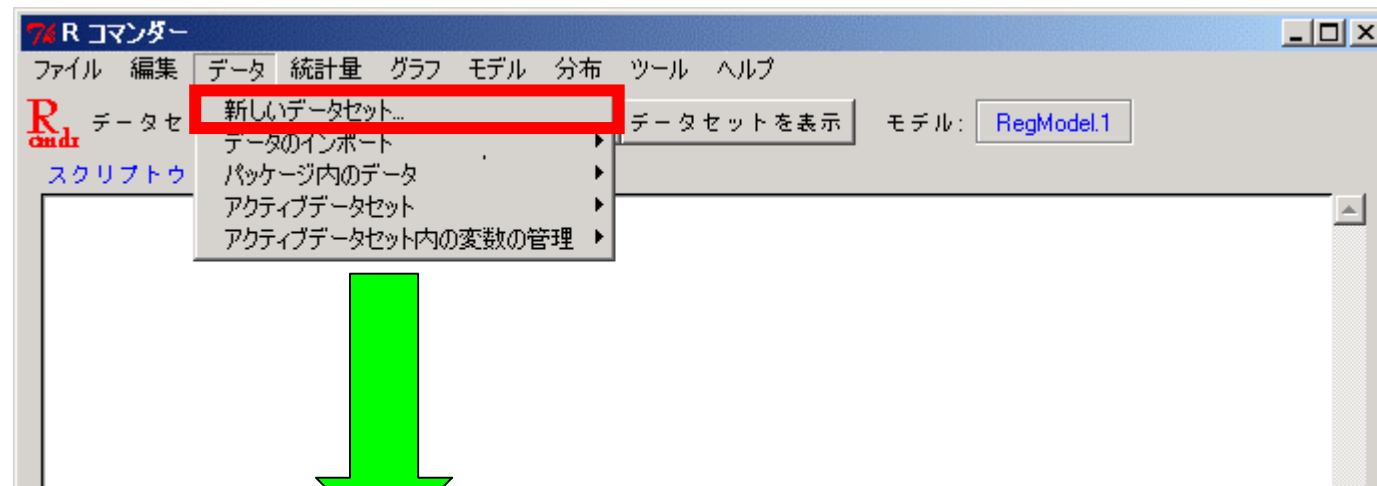 R コマンダー
ファイル 編集 データ 統計量 グラフ モデル 分布 ツール ヘルプ
R cmdr データセ データセットを表示 モデル: RegModel.1
新しいデータセット...
データのインポート
スクリプトウ
パッケージ内のデータ
アクティブデータセット
アクティブデータセット内の変数の管理